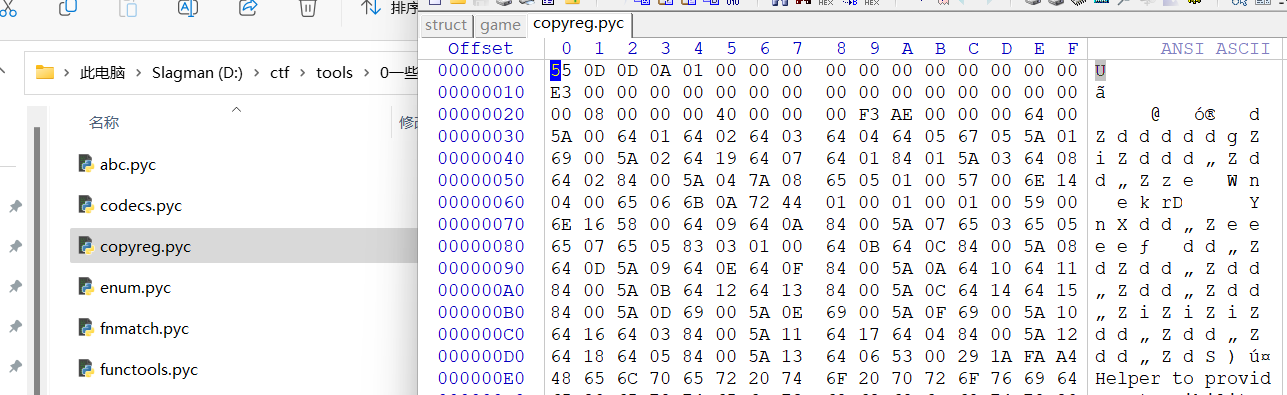 排序
此电脑 > Slagman (D:) > ctf > tools > 0一些
名称
修
abc.pyc
codecs.pyc
copyreg.pyc
enum.pyc
fnmatch.pyc
functools.pyc
struct game copyreg.pyc
Offset 0 1 2 3 4 5 6 7 8 9 A B C D E F ANSI ASCII
00000000 55 0D 0D 0A 01 00 00 00 00 00 00 00 00 00 00 00 U
00000010 E3 00 00 00 00 00 00 00 00 00 00 00 00 00 00 00 ã
00000020 00 08 00 00 00 40 00 00 00 F3 AE 00 00 00 64 00 @ ó® d
00000030 5A 00 64 01 64 02 64 03 64 04 64 05 67 05 5A 01 Z d d d d d g Z
00000040 69 00 5A 02 64 19 64 07 64 01 84 01 5A 03 64 08 i Z d d d „ Z d
00000050 64 02 84 00 5A 04 7A 08 65 05 01 00 57 00 6E 14 d „ Z z e W n
00000060 04 00 65 06 6B 0A 72 44 01 00 01 00 01 00 59 00 e k rD Y
00000070 6E 16 58 00 64 09 64 0A 84 00 5A 07 65 03 65 05 n X d d „ Z e e
00000080 65 07 65 05 83 03 01 00 64 0B 64 0C 84 00 5A 08 e e ƒ d d „ Z
00000090 64 0D 5A 09 64 0E 64 0F 84 00 5A 0A 64 10 64 11 d Z d d „ Z d d
000000A0 84 00 5A 0B 64 12 64 13 84 00 5A 0C 64 14 64 15 „ Z d d „ Z d d
000000B0 84 00 5A 0D 69 00 5A 0E 69 00 5A 0F 69 00 5A 10 „ Z i Z i Z i Z
000000C0 64 16 64 03 84 00 5A 11 64 17 64 04 84 00 5A 12 d d „ Z d d „ Z
000000D0 64 18 64 05 84 00 5A 13 64 06 53 00 29 1A FA A4 d d „ Z d S ) ú¤
000000E0 48 65 6C 70 65 72 20 74 6F 20 70 72 6F 76 69 64 Helper to provid